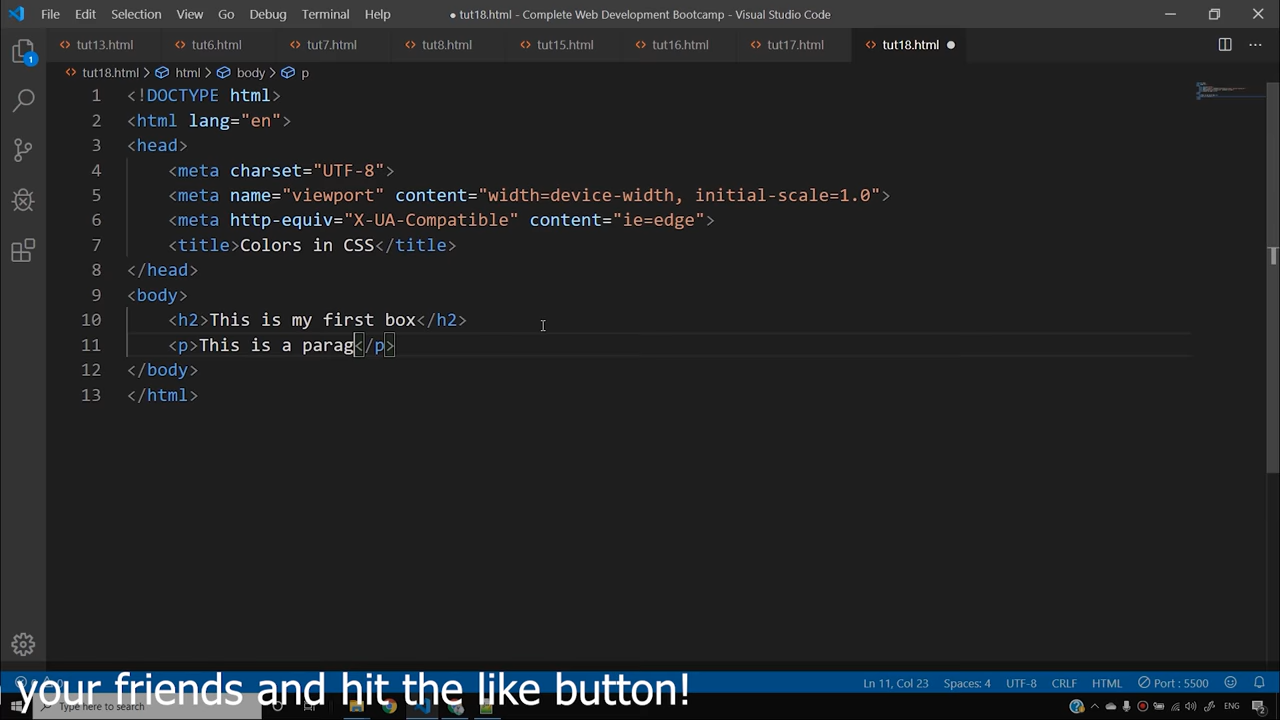 File Edit Selection View Go Debug Terminal Help
● tut18.html - Complete Web Development Bootcamp - Visual Studio Code
tut13.html tut6.html tut7.html tut8.html tut15.html tut16.html tut17.html tut18.html ●
tut18.html > html > body > p
1 <!DOCTYPE html>
2 <html lang="en">
3 <head>
4 <meta charset="UTF-8">
5 <meta name="viewport" content="width=device-width, initial-scale=1.0">
6 <meta http-equiv="X-UA-Compatible" content="ie=edge">
7 <title>Colors in CSS</title>
8 </head>
9 <body>
10 <h2>This is my first box</h2>
11 <p>This is a parag</p>
12 </body>
13 </html>
1
Ln 11, Col 23 Spaces: 4 UTF-8 CRLF HTML Port : 5500
your friends and hit the like button!
Type here to search
ENG
2